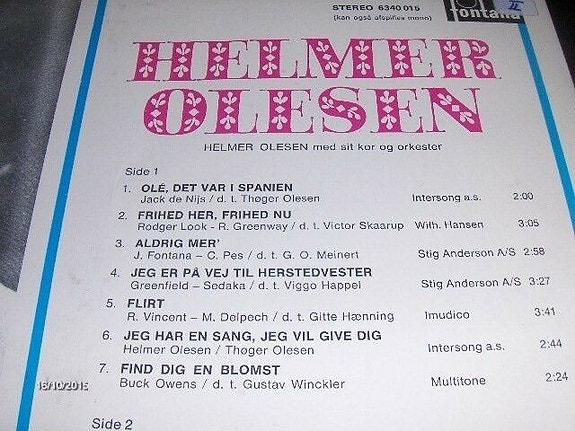 STEREO 6340 015
(kan også afspilles mono)
fontana
HELMER
OLESEN
HELMER OLESEN med sit kor og orkester
Side 1
1. OLÉ, DET VAR I SPANIEN
Jack de Nijs / d. t. Thøger Olesen Intersong a.s. 2:00
2. FRIHED HER, FRIHED NU
Rodger Look - R. Greenway / d. t. Victor Skaarup Wilh. Hansen 3:05
3. ALDRIG MER'
J. Fontana – C. Pes / d. t. G. O. Meinert Stig Anderson A/S 2:58
4. JEG ER PÅ VEJ TIL HERSTEDVESTER
Greenfield – Sedaka / d. t. Viggo Happel Stig Anderson A/S 3:27
5. FLIRT
R. Vincent – M. Delpech / d. t. Gitte Hænning Imudico 3:41
6. JEG HAR EN SANG, JEG VIL GIVE DIG
Helmer Olesen / Thøger Olesen Intersong a.s. 2:44
7. FIND DIG EN BLOMST
Buck Owens / d. t. Gustav Winckler Multitone 2:24
18/10/2015
Side 2